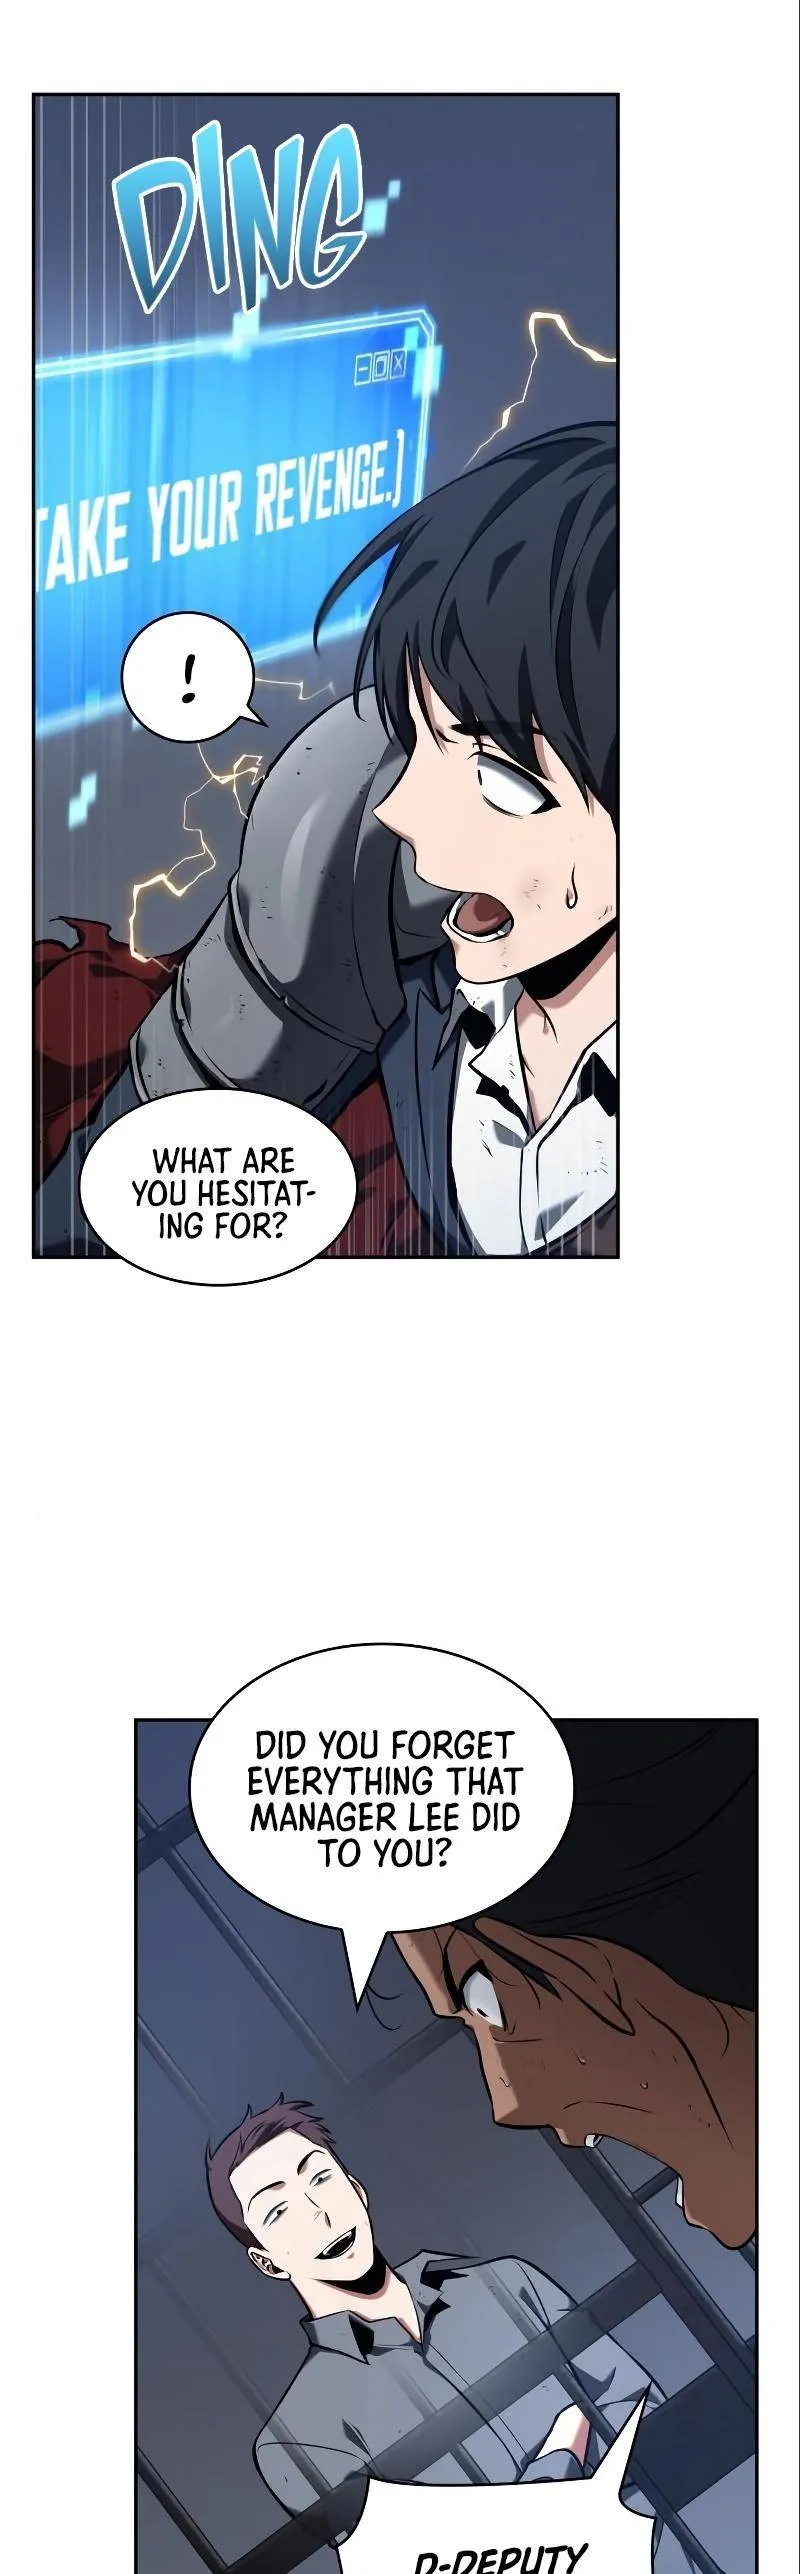 DING
TAKE YOUR REVENGE.)
!
WHAT ARE
YOU HESITAT-
ING FOR?
DID YOU FORGET
EVERYTHING THAT
MANAGER LEE DID
TO YOU?
D-DEPUTY